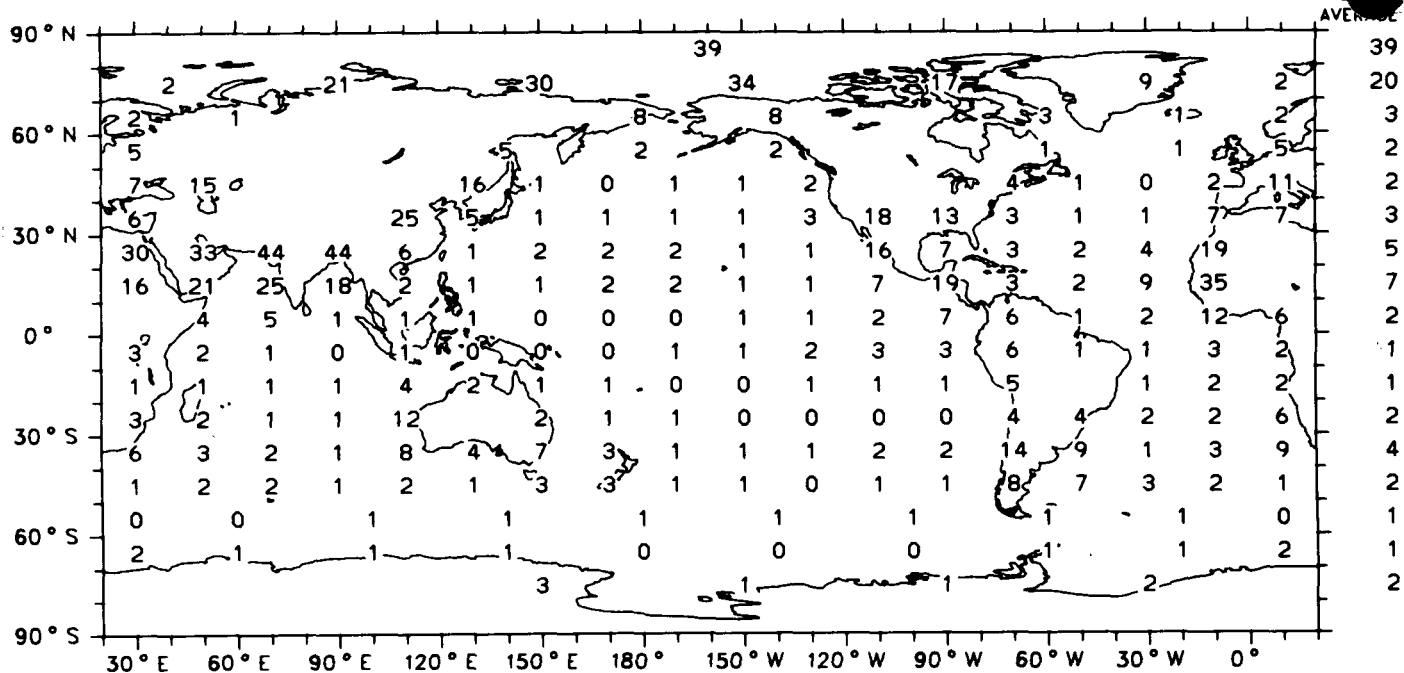 AVERAGE
90° N 39 39
2 21 30 34 17 9 2 20
2 1 8 8 3 1 2 3
60° N
5 5 2 2 1 1 5 2
7 15 0 16 1 0 1 1 2 4 1 0 2 11 2
6 25 5 1 1 1 1 3 18 13 3 1 1 7 7 3
30° N
30 33 44 44 6 1 2 2 2 1 1 16 7 3 2 4 19 5
16 21 25 18 2 1 1 2 2 1 1 7 19 3 2 9 35 7
4 5 1 1 1 0 0 0 1 1 2 7 6 1 2 12 6 2
0°
3 2 1 0 1 0 0 0 1 1 2 3 3 6 1 1 3 2 1
1 1 1 1 4 2 1 1 0 0 1 1 1 5 1 2 2 1
3 2 1 1 12 2 1 1 0 0 0 0 4 4 2 2 6 2
30° S
6 3 2 1 8 4 7 3 1 1 1 2 2 14 9 1 3 9 4
1 2 2 1 2 1 3 3 1 1 0 1 1 8 7 3 2 1 2
0 0 1 1 1 1 1 1 1 0 1
60° S
2 1 1 1 0 0 0 1 1 2 1
3 1 1 2 2
90° S
30° E 60° E 90° E 120° E 150° E 180° 150° W 120° W 90° W 60° W 30° W 0°